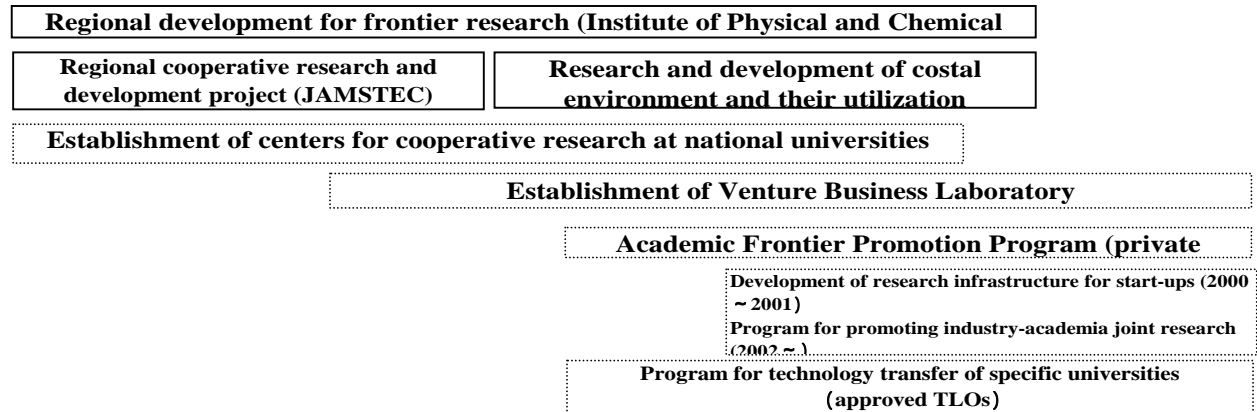 Regional development for frontier research (Institute of Physical and Chemical
Regional cooperative research and
development project (JAMSTEC)
Research and development of costal
environment and their utilization
Establishment of centers for cooperative research at national universities
Establishment of Venture Business Laboratory
Academic Frontier Promotion Program (private
Development of research infrastructure for start-ups (2000
~ 2001)
Program for promoting industry-academia joint research
(2002 ~ )
Program for technology transfer of specific universities
(approved TLOs)